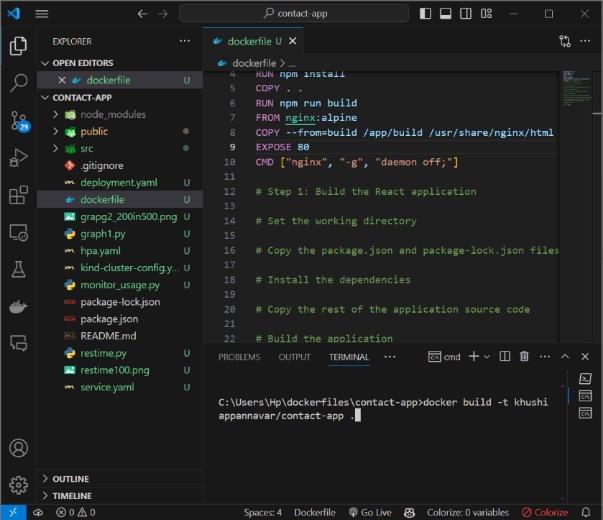 contact-app
EXPLORER
OPEN EDITORS
dockerfile U
CONTACT-APP
node_modules
public
src
.gitignore
deployment.yaml U
dockerfile U
grapg2_200in500.png U
graph1.py U
hpa.yaml U
kind-cluster-config.y... U
monitor_usage.py U
package-lock.json
package.json
README.md
restime.py U
restime100.png U
service.yaml U
OUTLINE
TIMELINE
29
dockerfile U
dockerfile > ...
4 RUN npm install
5 COPY . .
6 RUN npm run build
7 FROM nginx:alpine
8 COPY --from=build /app/build /usr/share/nginx/html
9 EXPOSE 80
10 CMD ["nginx", "-g", "daemon off;"]
11
12 # Step 1: Build the React application
13
14 # Set the working directory
15
16 # Copy the package.json and package-lock.json files
17
18 # Install the dependencies
19
20 # Copy the rest of the application source code
21
22 # Build the application
PROBLEMS OUTPUT TERMINAL ... cmd
C:\Users\Hp\dockerfiles\contact-app>docker build -t khushi
appannavar/contact-app .
0 0 Spaces: 4 Dockerfile Go Live Colorize: 0 variables Colorize